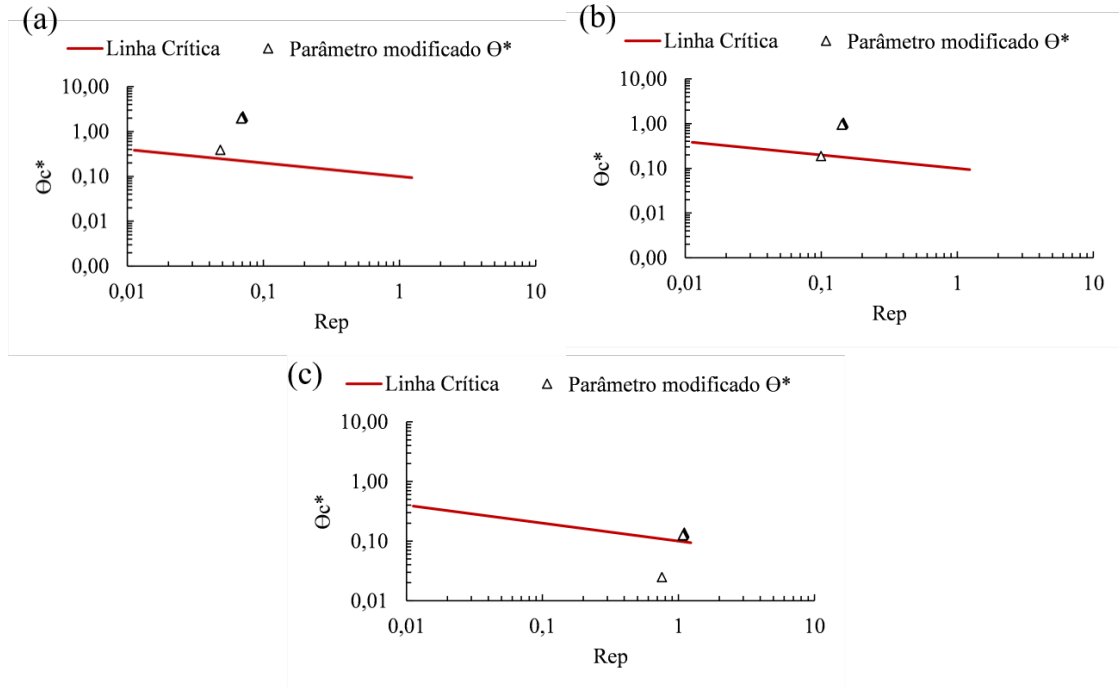 (a)
Linha Crítica
Parâmetro modificado Ɵ*
10,00
1,00
0,10
0,01
0,00
Ɵc*
0,01
0,1
1
10
Rep
(b)
Linha Crítica
Parâmetro modificado Ɵ*
10,00
1,00
0,10
0,01
0,00
Ɵc*
0,01
0,1
1
10
Rep
(c)
Linha Crítica
Parâmetro modificado Ɵ*
10,00
1,00
0,10
0,01
Ɵc*
0,01
0,1
1
10
Rep